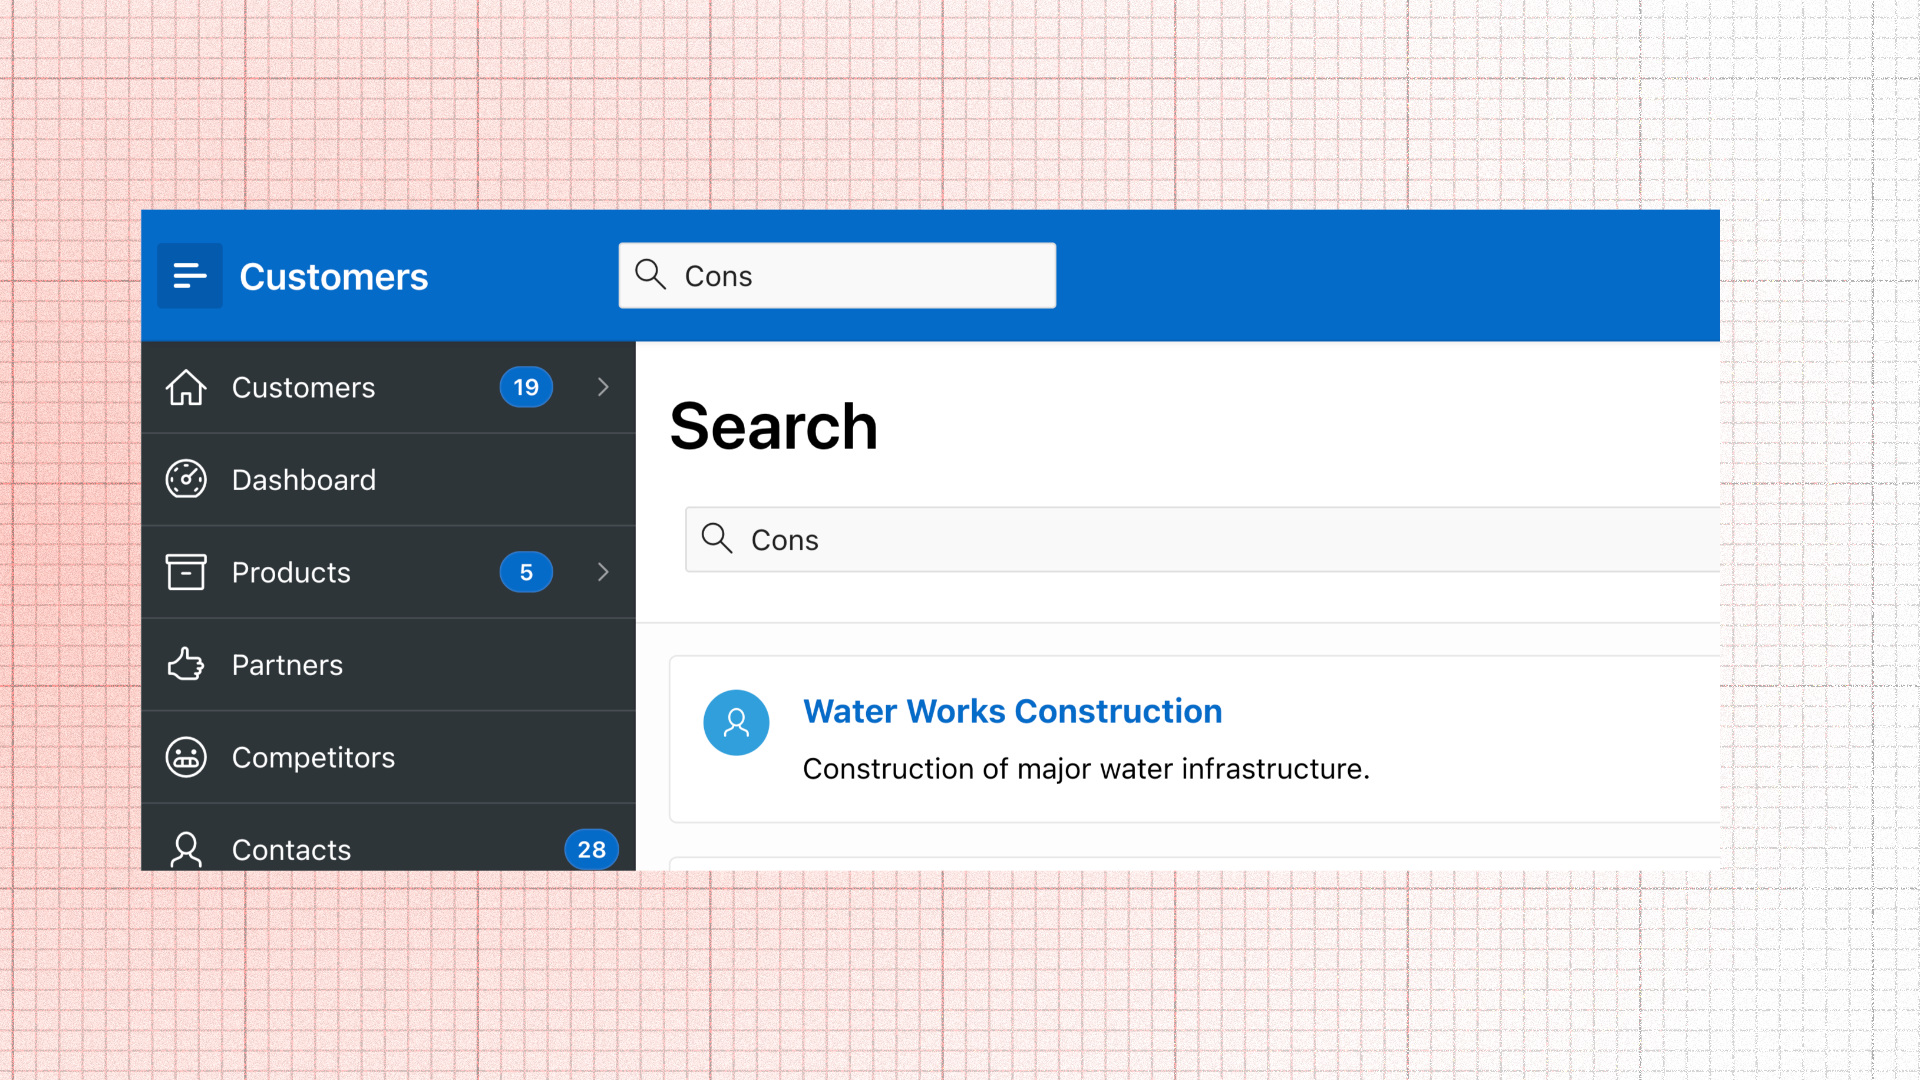 Customers
Cons
Customers 19
Dashboard
Products 5
Partners
Competitors
Contacts 28
Search
Cons
Water Works Construction
Construction of major water infrastructure.